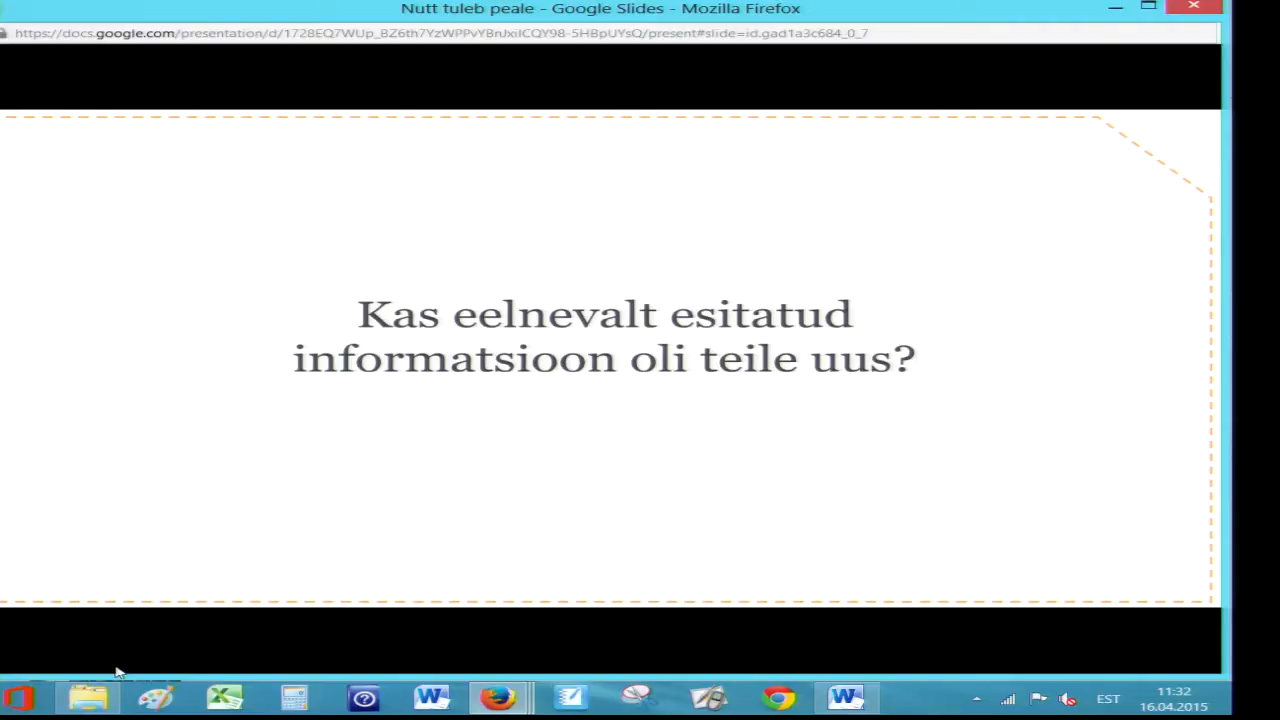 Nutt tuleb peale - Google Slides - Mozilla Firefox
Kas eelnevalt esitatud
informatsioon oli teile uus?
EST
11:32
16.04.2015